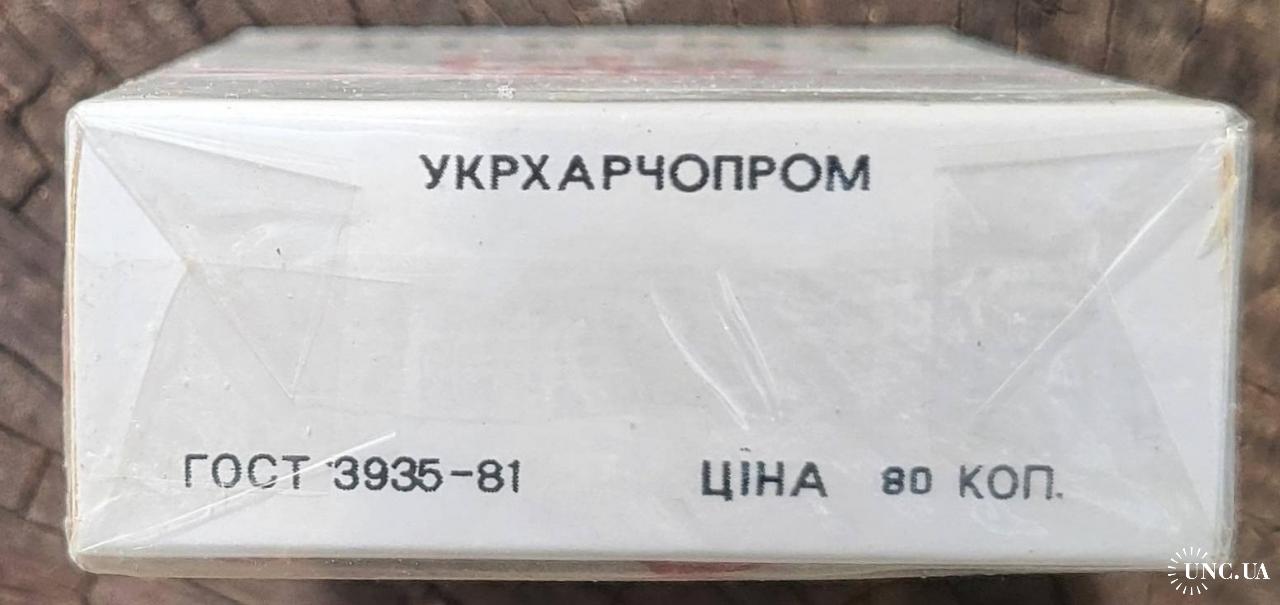 УКРХАРЧОПРОМ
ГОСТ 3935-81 ЦІНА 80 КОП.
UNC.UA